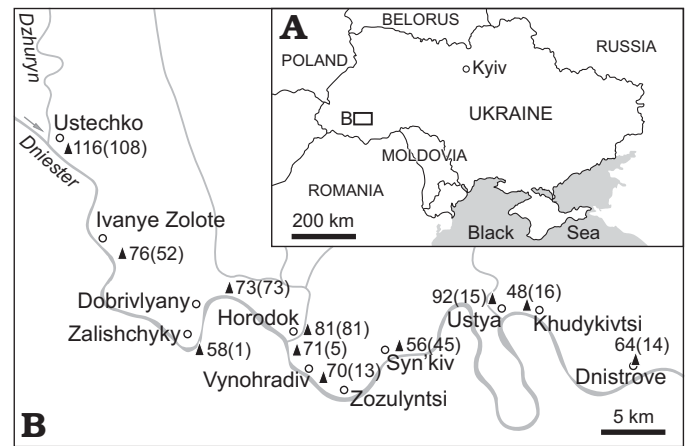 A
BELORUS
POLAND
RUSSIA
Kyiv
UKRAINE
B
MOLDOVIA
ROMANIA
200 km
Black Sea
Dzhuryn
Ustechko
116(108)
Dniester
Ivanye Zolote
76(52)
73(73)
Dobrivlyany
Zalishchyky
58(1)
Horodok
81(81)
71(5)
Vynohradiv
70(13)
Zozulyntsi
56(45)
Syn'kiv
92(15)
Ustya
48(16)
Khudykivtsi
64(14)
Dnistrove
5 km
B